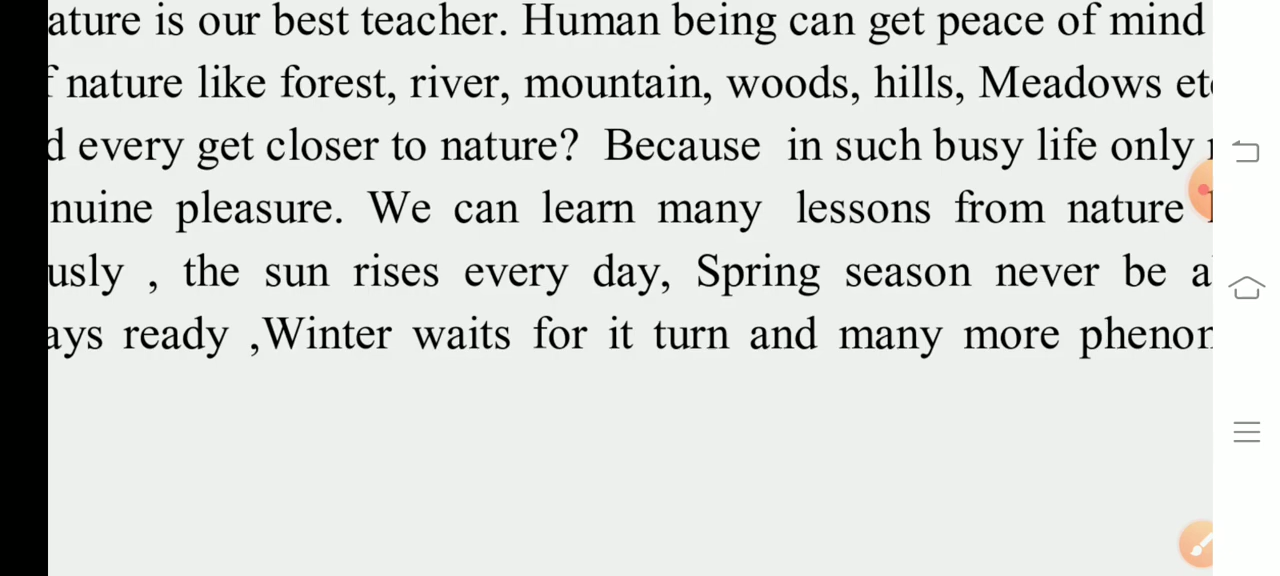 ature is our best teacher. Human being can get peace of mind
nature like forest, river, mountain, woods, hills, Meadows
every get closer to nature?  Because  in such busy life only
nuine pleasure. We can learn many  lessons from nature
usly , the sun rises every day, Spring season never be
ays ready ,Winter waits for it turn and many more phenom